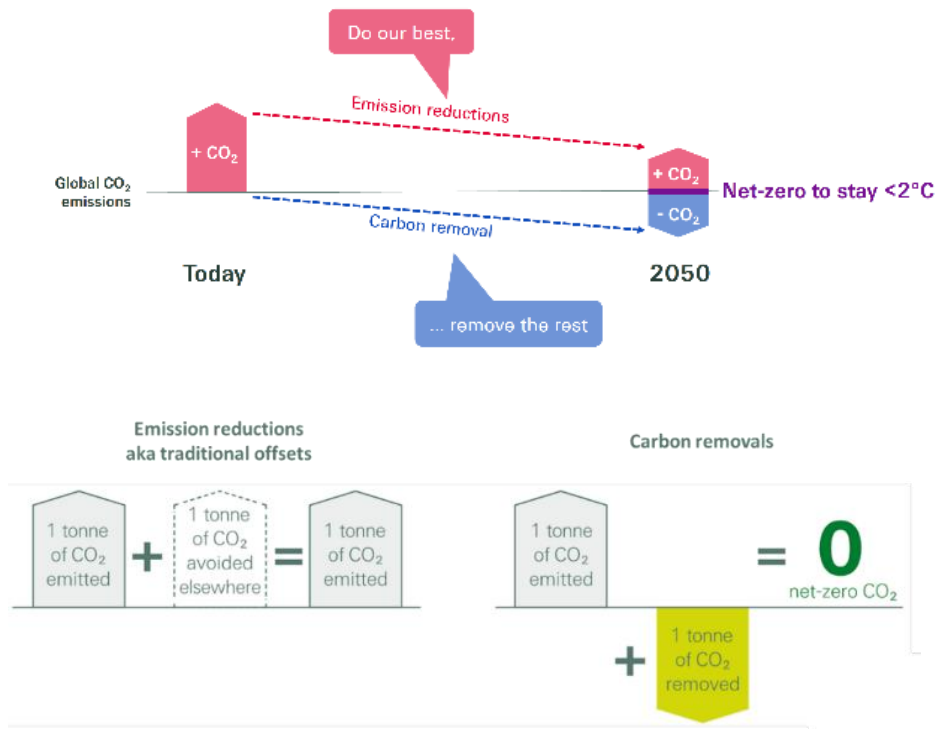 Do our best,
Emission reductions
+ CO₂
+ CO₂
Global CO₂
emissions
Net-zero to stay <2°C
- CO₂
Carbon removal
Today
2050
... remove the rest
Emission reductions
aka traditional offsets
Carbon removals
1 tonne
of CO₂
emitted
+
1 tonne
of CO₂
avoided
elsewhere
=
1 tonne
of CO₂
emitted
1 tonne
of CO₂
emitted
+
1 tonne
of CO₂
removed
=
0
net-zero CO₂